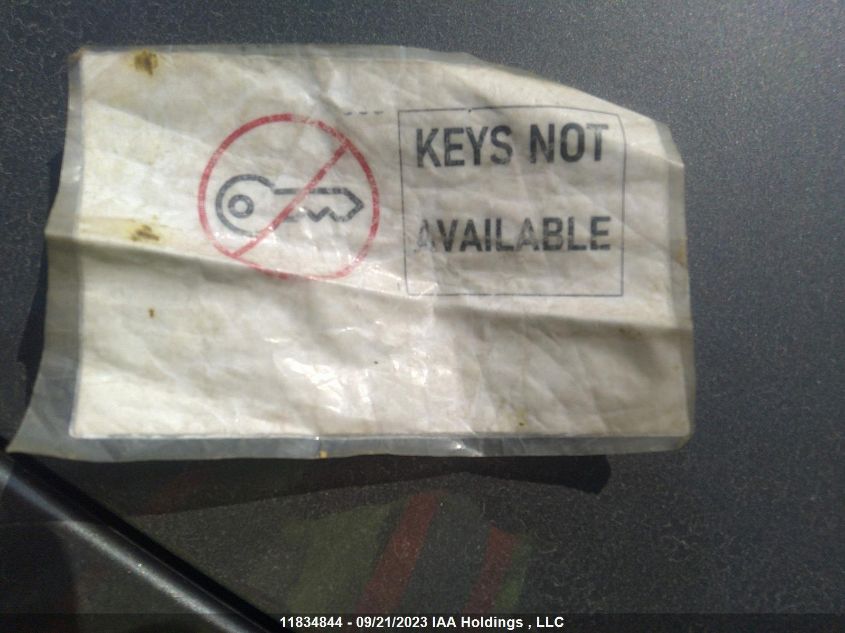 KEYS NOT
AVAILABLE
11834844 - 09/21/2023 IAA Holdings , LLC